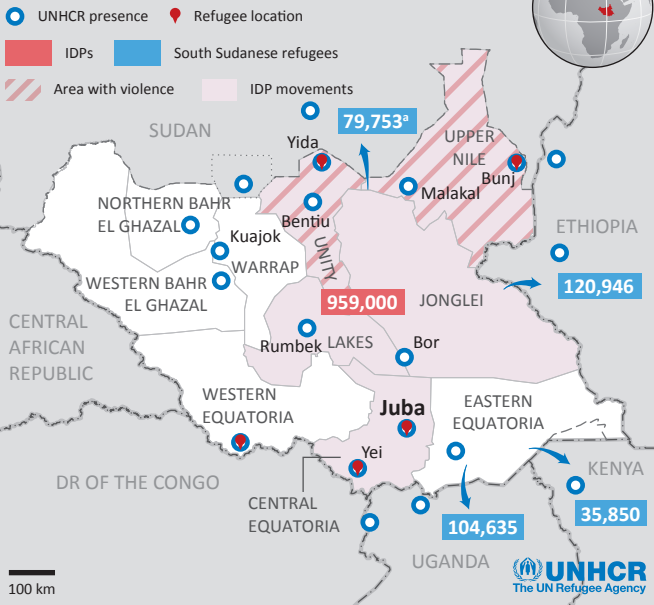 UNHCR presence
Refugee location
IDPs
South Sudanese refugees
Area with violence
IDP movements
SUDAN
79,753ᵃ
Yida
UPPER
NILE
Bunj
Malakal
NORTHERN BAHR
EL GHAZAL
Bentiu
ETHIOPIA
Kuajok
UNITY
WARRAP
WESTERN BAHR
EL GHAZAL
120,946
959,000
JONGLEI
CENTRAL
AFRICAN
REPUBLIC
Rumbek
LAKES
Bor
WESTERN
EQUATORIA
Juba
EASTERN
EQUATORIA
Yei
KENYA
DR OF THE CONGO
CENTRAL
EQUATORIA
35,850
104,635
UGANDA
100 km
UNHCR
The UN Refugee Agency